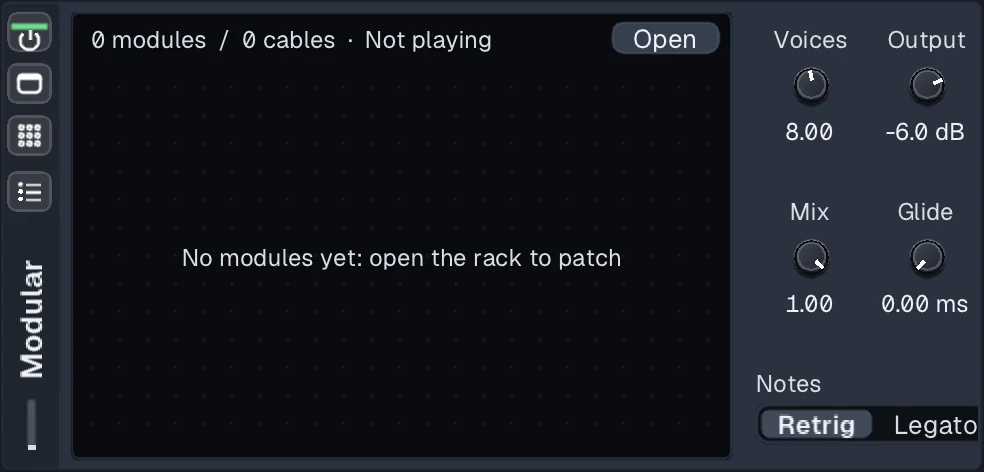 0 modules / 0 cables · Not playing
Open
No modules yet: open the rack to patch
Modular
Voices
Output
8.00
-6.0 dB
Mix
Glide
1.00
0.00 ms
Notes
Retrig
Legato